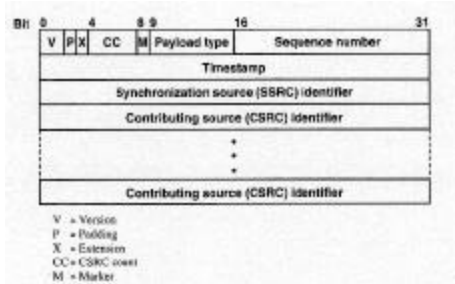 Bit 0 4 8 9 16 31
V P X CC M Payload type Sequence number
Timestamp
Synchronization source (SSRC) identifier
Contributing source (CSRC) identifier
Contributing source (CSRC) identifier
V = Version
P = Padding
X = Extension
CC = CSRC count
M = Marker